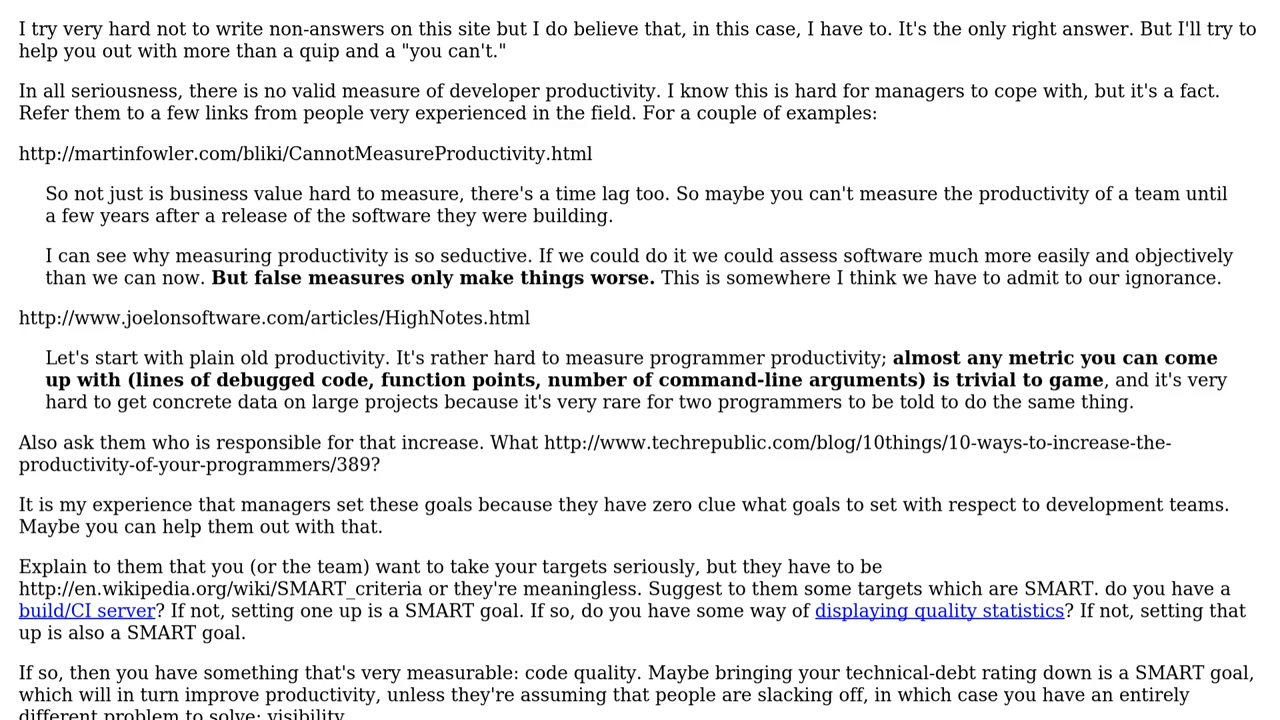 I try very hard not to write non-answers on this site but I do believe that, in this case, I have to. It's the only right answer. But I'll try to
help you out with more than a quip and a "you can't."
In all seriousness, there is no valid measure of developer productivity. I know this is hard for managers to cope with, but it's a fact.
Refer them to a few links from people very experienced in the field. For a couple of examples:
http://martinfowler.com/bliki/CannotMeasureProductivity.html
So not just is business value hard to measure, there's a time lag too. So maybe you can't measure the productivity of a team until
a few years after a release of the software they were building.
I can see why measuring productivity is so seductive. If we could do it we could assess software much more easily and objectively
than we can now. But false measures only make things worse. This is somewhere I think we have to admit to our ignorance.
http://www.joelonsoftware.com/articles/HighNotes.html
Let's start with plain old productivity. It's rather hard to measure programmer productivity; almost any metric you can come
up with (lines of debugged code, function points, number of command-line arguments) is trivial to game, and it's very
hard to get concrete data on large projects because it's very rare for two programmers to be told to do the same thing.
Also ask them who is responsible for that increase. What http://www.techrepublic.com/blog/10things/10-ways-to-increase-the-
productivity-of-your-programmers/389?
It is my experience that managers set these goals because they have zero clue what goals to set with respect to development teams.
Maybe you can help them out with that.
Explain to them that you (or the team) want to take your targets seriously, but they have to be
http://en.wikipedia.org/wiki/SMART_criteria or they're meaningless. Suggest to them some targets which are SMART. do you have a
build/CI server? If not, setting one up is a SMART goal. If so, do you have some way of displaying quality statistics? If not, setting that
up is also a SMART goal.
If so, then you have something that's very measurable: code quality. Maybe bringing your technical-debt rating down is a SMART goal,
which will in turn improve productivity, unless they're assuming that people are slacking off, in which case you have an entirely
different problem to solve: visibility.